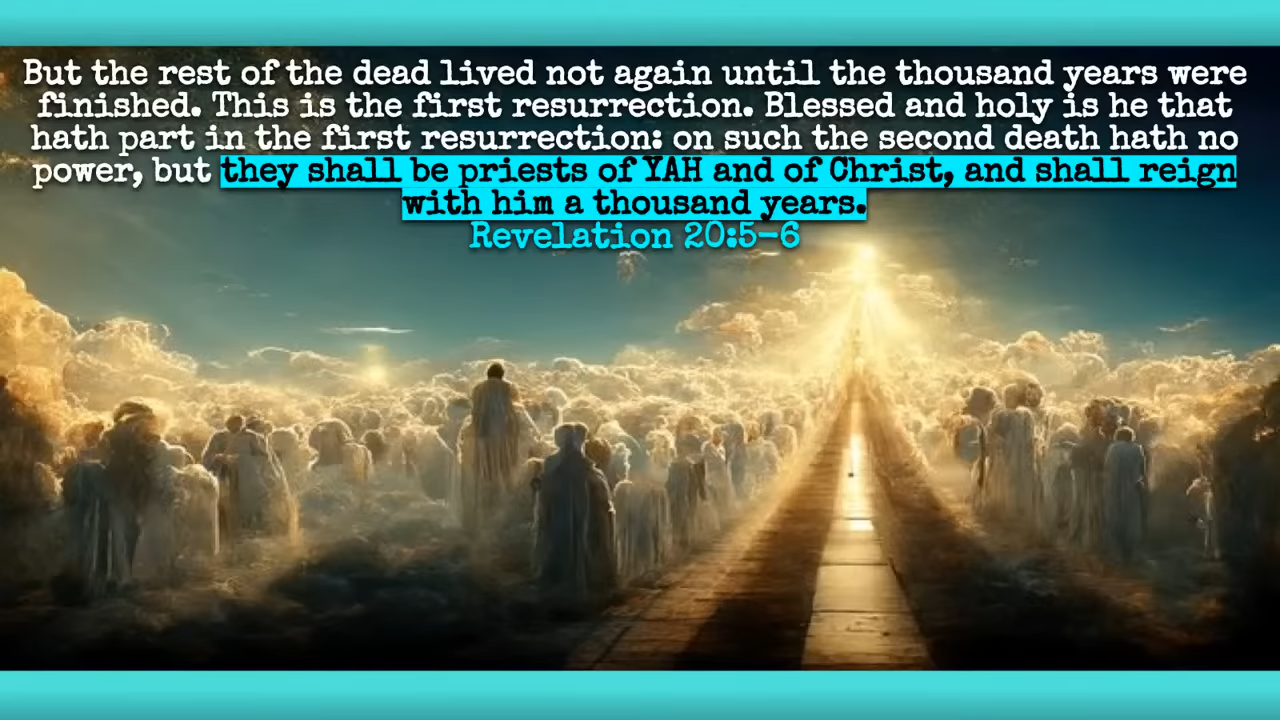 But the rest of the dead lived not again until the thousand years were
finished. This is the first resurrection. Blessed and holy is he that
hath part in the first resurrection: on such the second death hath no
power, but they shall be priests of YAH and of Christ, and shall reign
with him a thousand years.
Revelation 20:5-6